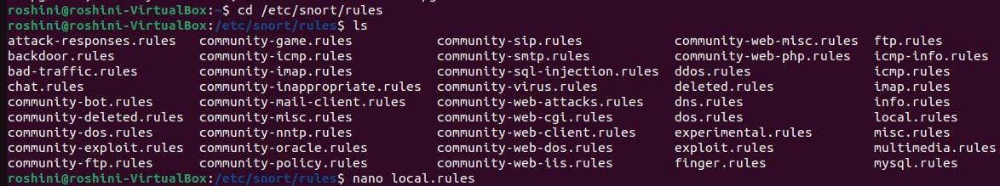 roshini@roshini-VirtualBox:~$ cd /etc/snort/rules
roshini@roshini-VirtualBox:/etc/snort/rules$ ls
attack-responses.rules community-game.rules community-sip.rules community-web-misc.rules ftp.rules
backdoor.rules community-icmp.rules community-smtp.rules community-web-php.rules icmp-info.rules
bad-traffic.rules community-imap.rules community-sql-injection.rules ddos.rules icmp.rules
chat.rules community-inappropriate.rules community-virus.rules deleted.rules imap.rules
community-bot.rules community-mail-client.rules community-web-attacks.rules dns.rules info.rules
community-deleted.rules community-misc.rules community-web-cgi.rules dos.rules local.rules
community-dos.rules community-nntp.rules community-web-client.rules experimental.rules misc.rules
community-exploit.rules community-oracle.rules community-web-dos.rules exploit.rules multimedia.rules
community-ftp.rules community-policy.rules community-web-iis.rules finger.rules mysql.rules
roshini@roshini-VirtualBox:/etc/snort/rules$ nano local.rules